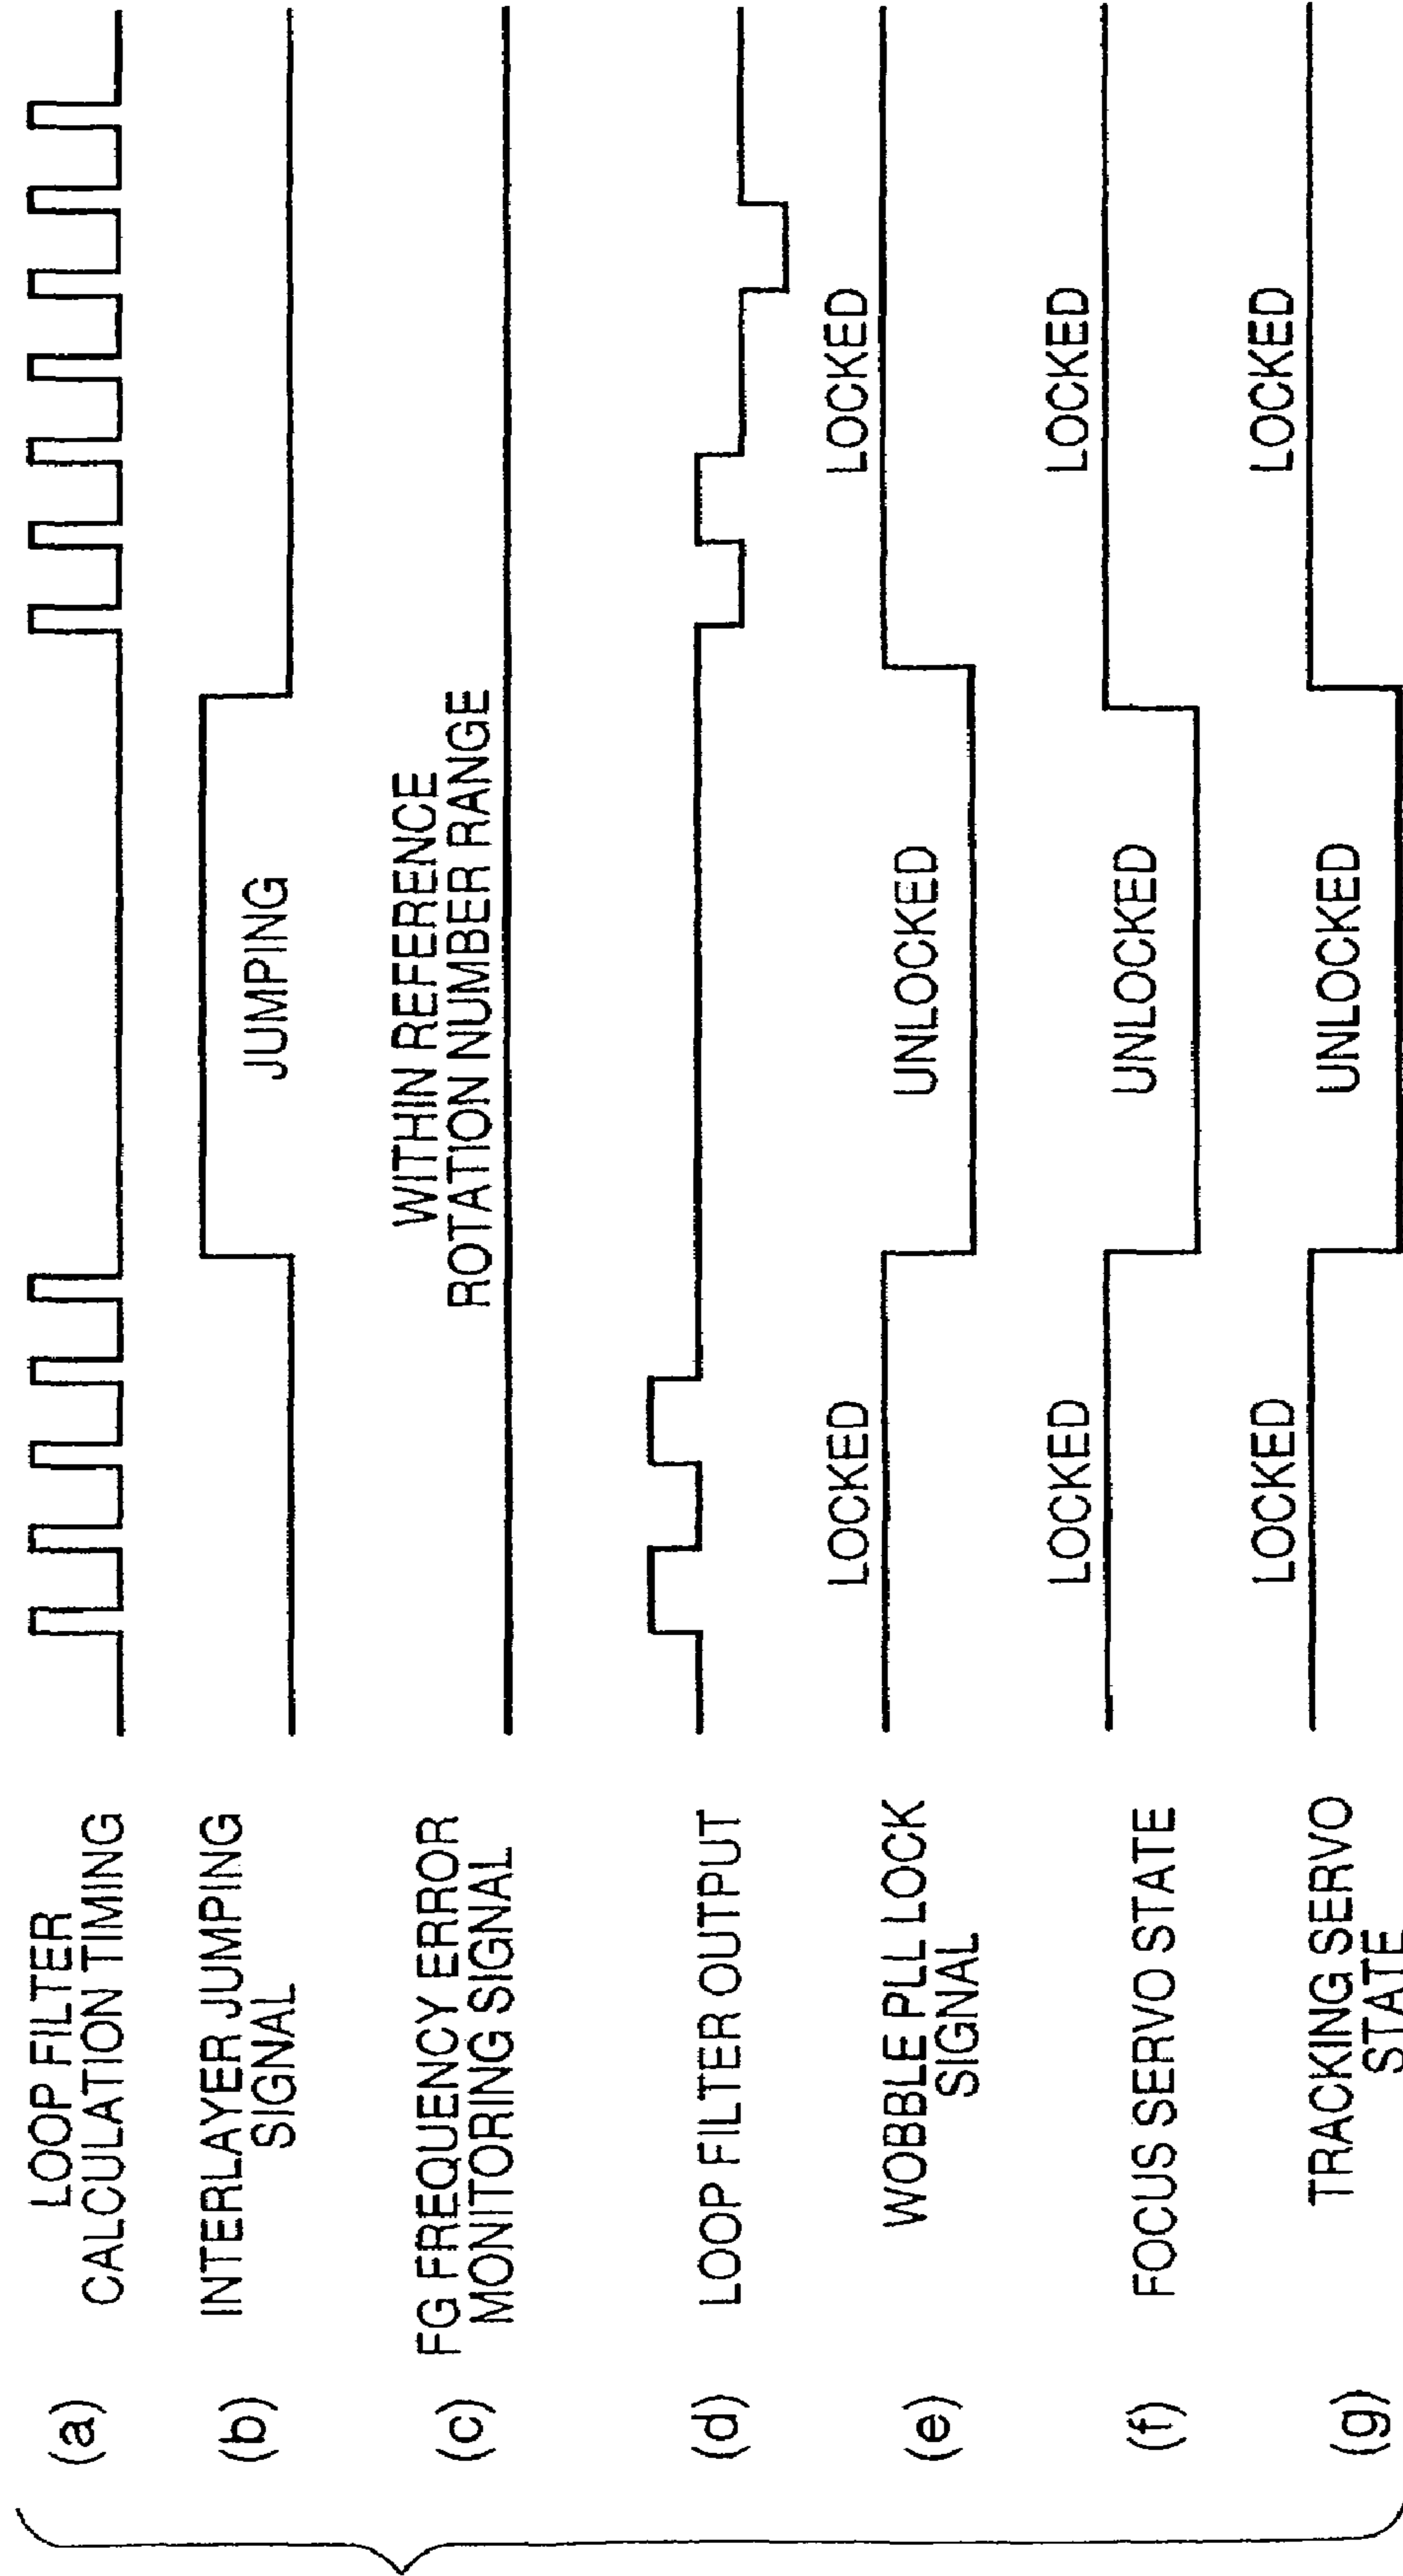 (a) LOOP FILTER
CALCULATION TIMING
(b) INTERLAYER JUMPING
SIGNAL
JUMPING
(c) FG FREQUENCY ERROR
MONITORING SIGNAL
WITHIN REFERENCE
ROTATION NUMBER RANGE
(d) LOOP FILTER OUTPUT
(e) WOBBLE PLL LOCK
SIGNAL
LOCKED
UNLOCKED
LOCKED
(f) FOCUS SERVO STATE
LOCKED
UNLOCKED
LOCKED
(g) TRACKING SERVO
STATE
LOCKED
UNLOCKED
LOCKED